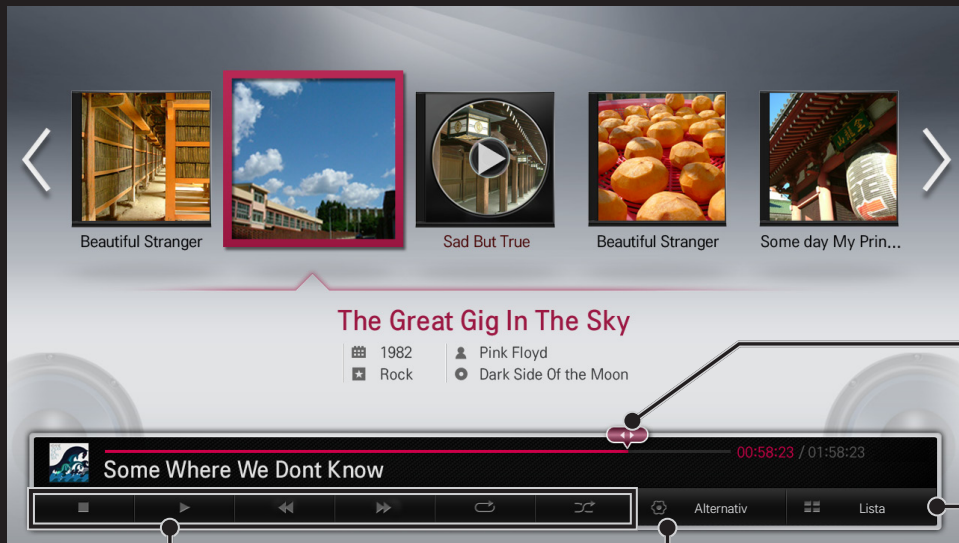 Beautiful Stranger
Sad But True
Beautiful Stranger
Some day My Prin...
The Great Gig In The Sky
1982
Pink Floyd
Rock
Dark Side Of the Moon
00:58:23 / 01:58:23
Some Where We Dont Know
Alternativ
Lista